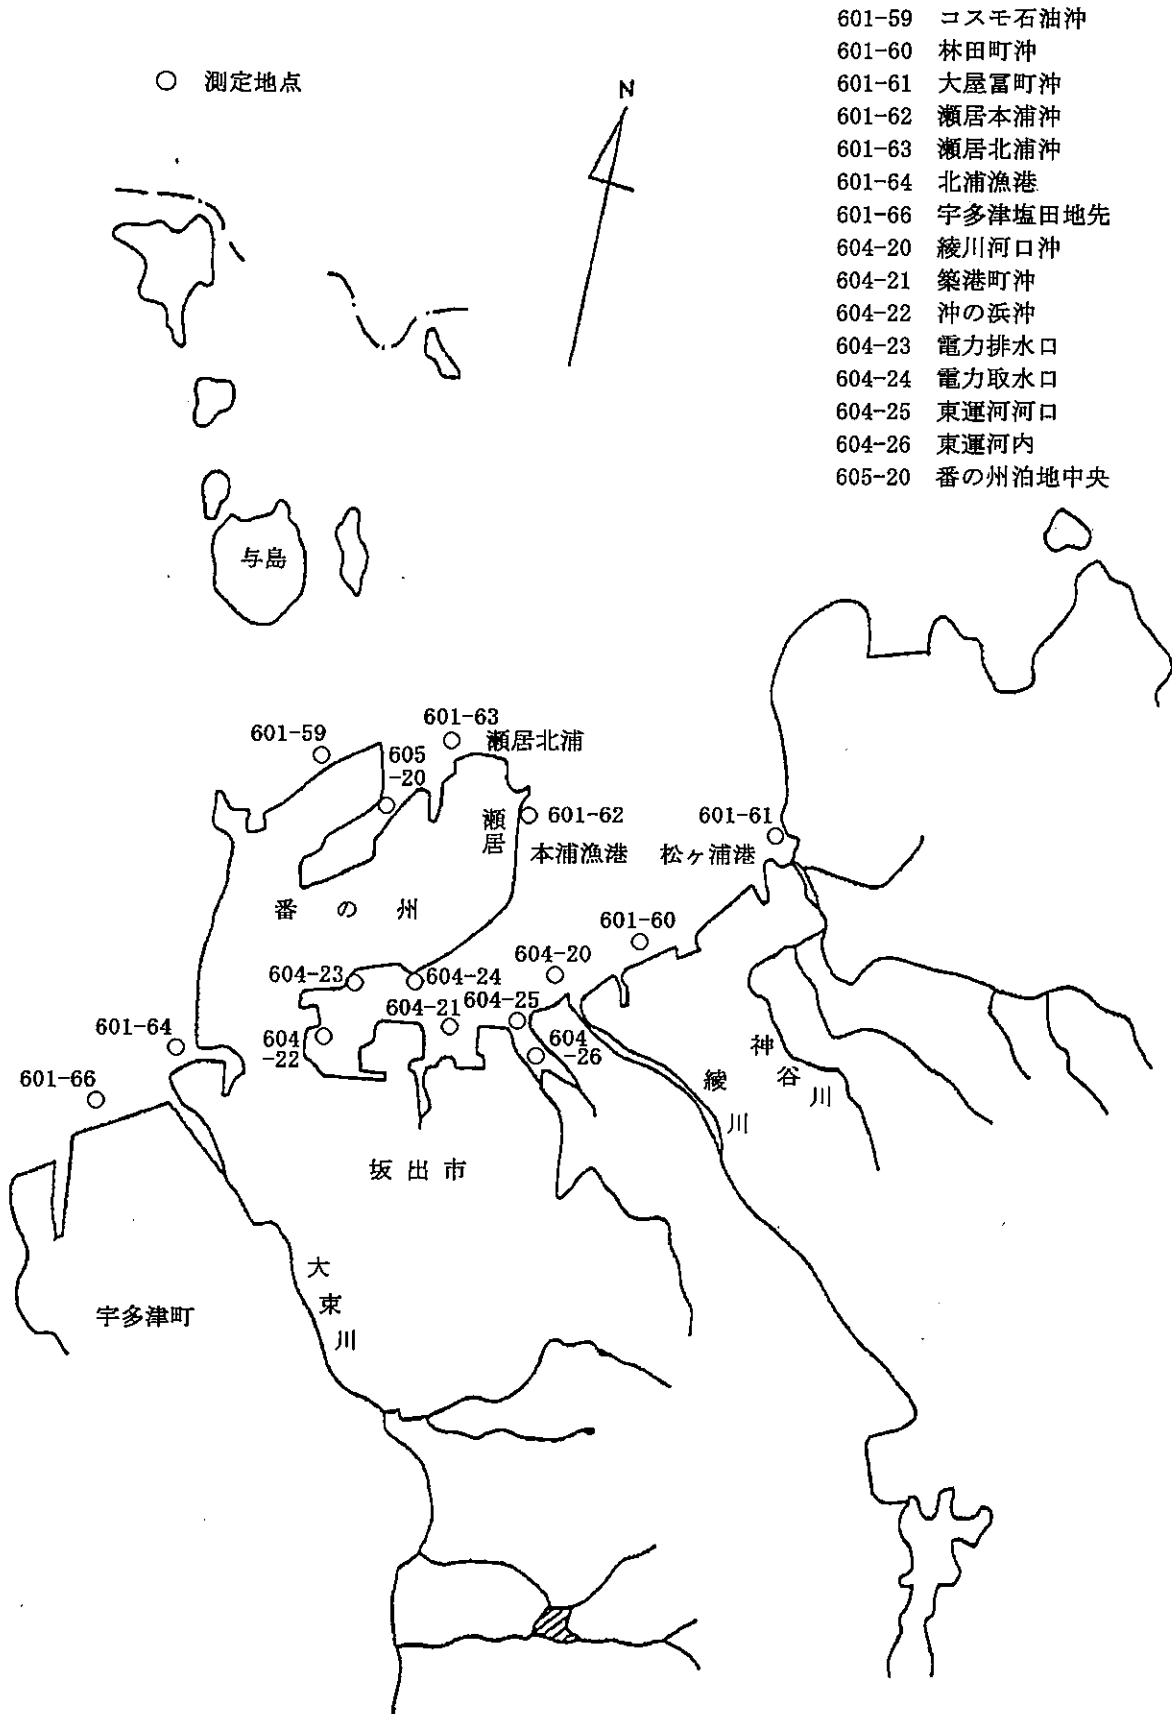 601-59 コスモ石油沖
601-60 林田町沖
601-61 大屋冨町沖
601-62 瀬居本浦沖
601-63 瀬居北浦沖
601-64 北浦漁港
601-66 宇多津塩田地先
604-20 綾川河口沖
604-21 築港町沖
604-22 沖の浜沖
604-23 電力排水口
604-24 電力取水口
604-25 東運河河口
604-26 東運河内
605-20 番の州泊地中央
○ 測定地点
N
与島
601-59
601-63
瀬居北浦
605
-20
瀬居
601-62
本浦漁港
601-61
松ヶ浦港
番の州
601-60
604-20
604-23
604-24
604-21
604-25
604
-22
604
-26
601-64
601-66
神谷川
綾川
坂出市
大束川
宇多津町